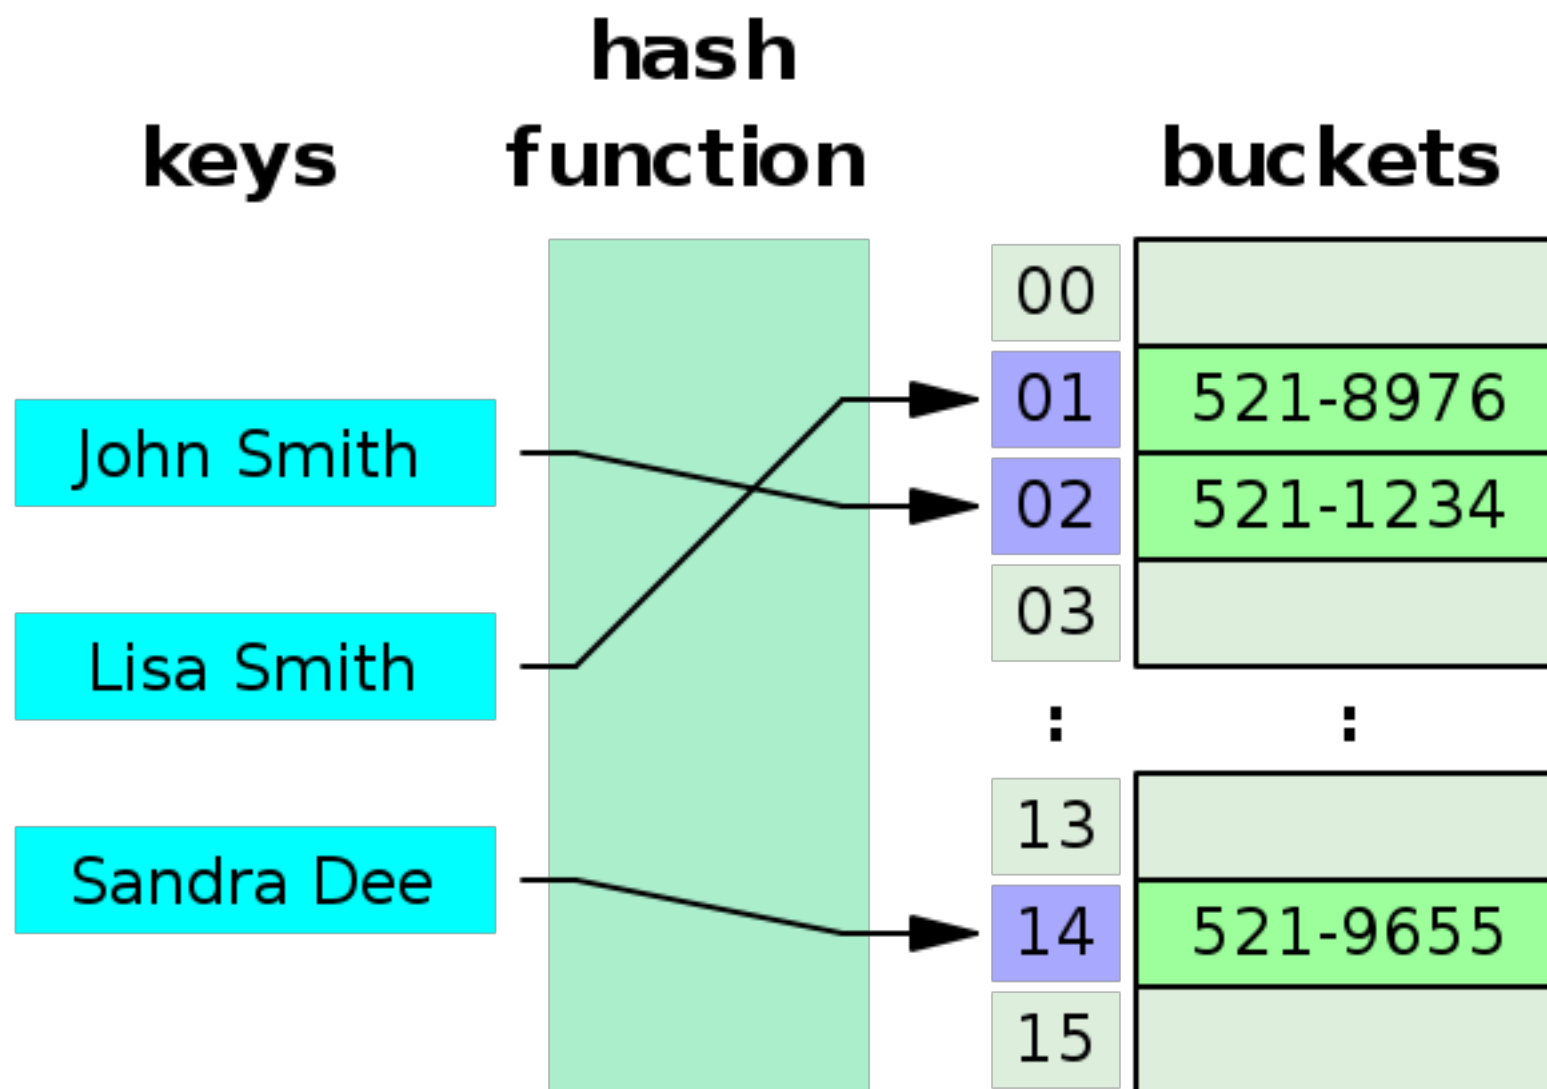 hash
keys function buckets
00
01 521-8976
John Smith
02 521-1234
03
Lisa Smith
: :
13
Sandra Dee
14 521-9655
15